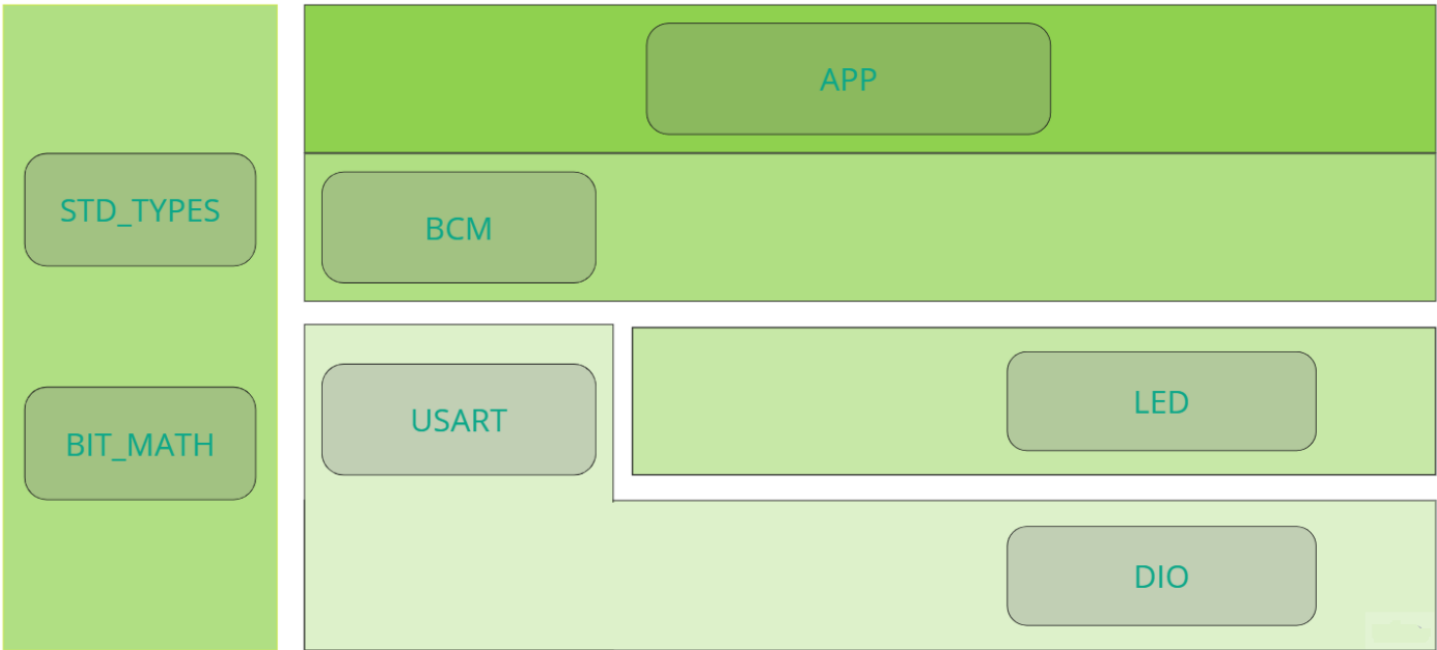 APP
STD_TYPES
BCM
BIT_MATH
USART
LED
DIO